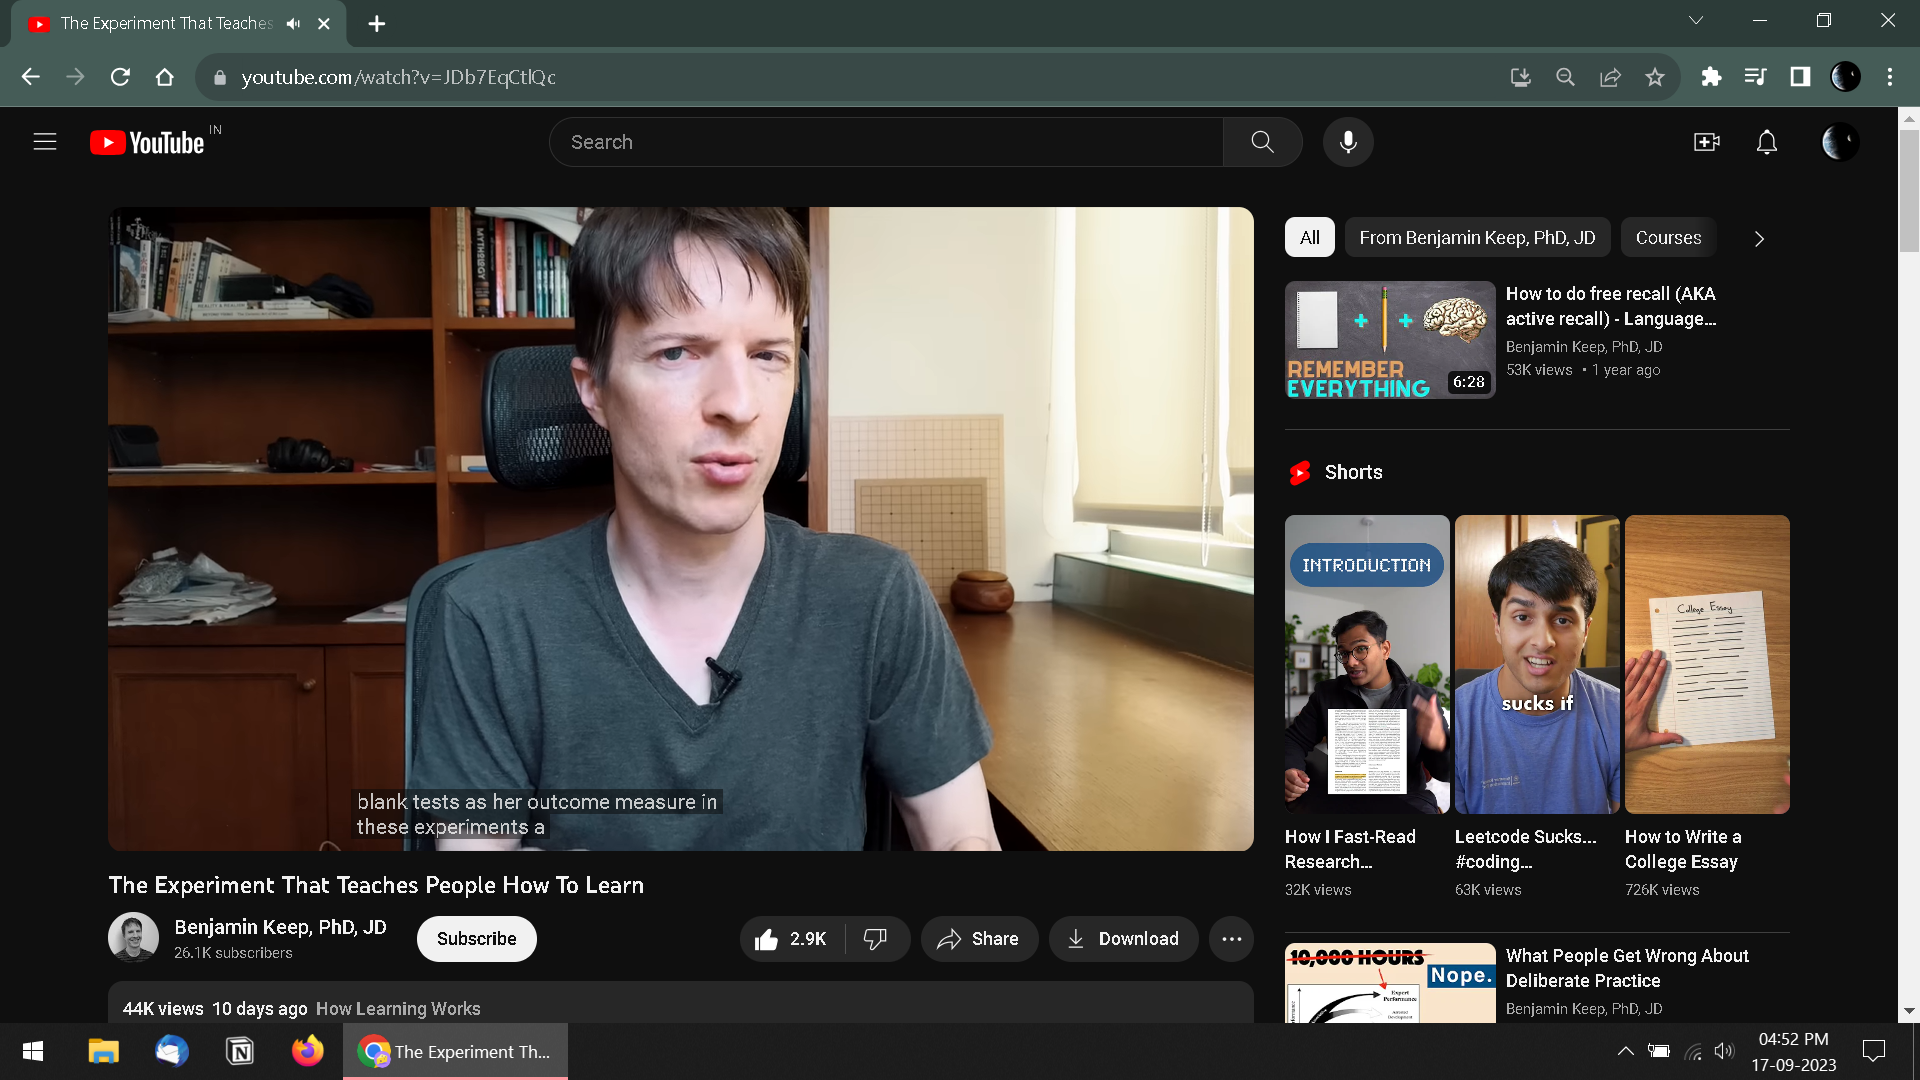 The Experiment That Teaches
youtube.com/watch?v=JDb7EqCtlQc
YouTube IN
Search
All
From Benjamin Keep, PhD, JD
Courses
MYTHOLOGY
REMEMBER
EVERYTHING
6:28
How to do free recall (AKA
active recall) - Language...
Benjamin Keep, PhD, JD
53K views • 1 year ago
Shorts
INTRODUCTION
sucks if
College Essay
How I Fast-Read
Research...
32K views
Leetcode Sucks...
#coding...
63K views
How to Write a
College Essay
726K views
blank tests as her outcome measure in
these experiments a
The Experiment That Teaches People How To Learn
Benjamin Keep, PhD, JD
26.1K subscribers
Subscribe
2.9K
Share
Download
44K views 10 days ago How Learning Works
10,000 HOURS
Nope.
Expert
Performance
What People Get Wrong About
Deliberate Practice
Benjamin Keep, PhD, JD
The Experiment Th...
04:52 PM
17-09-2023